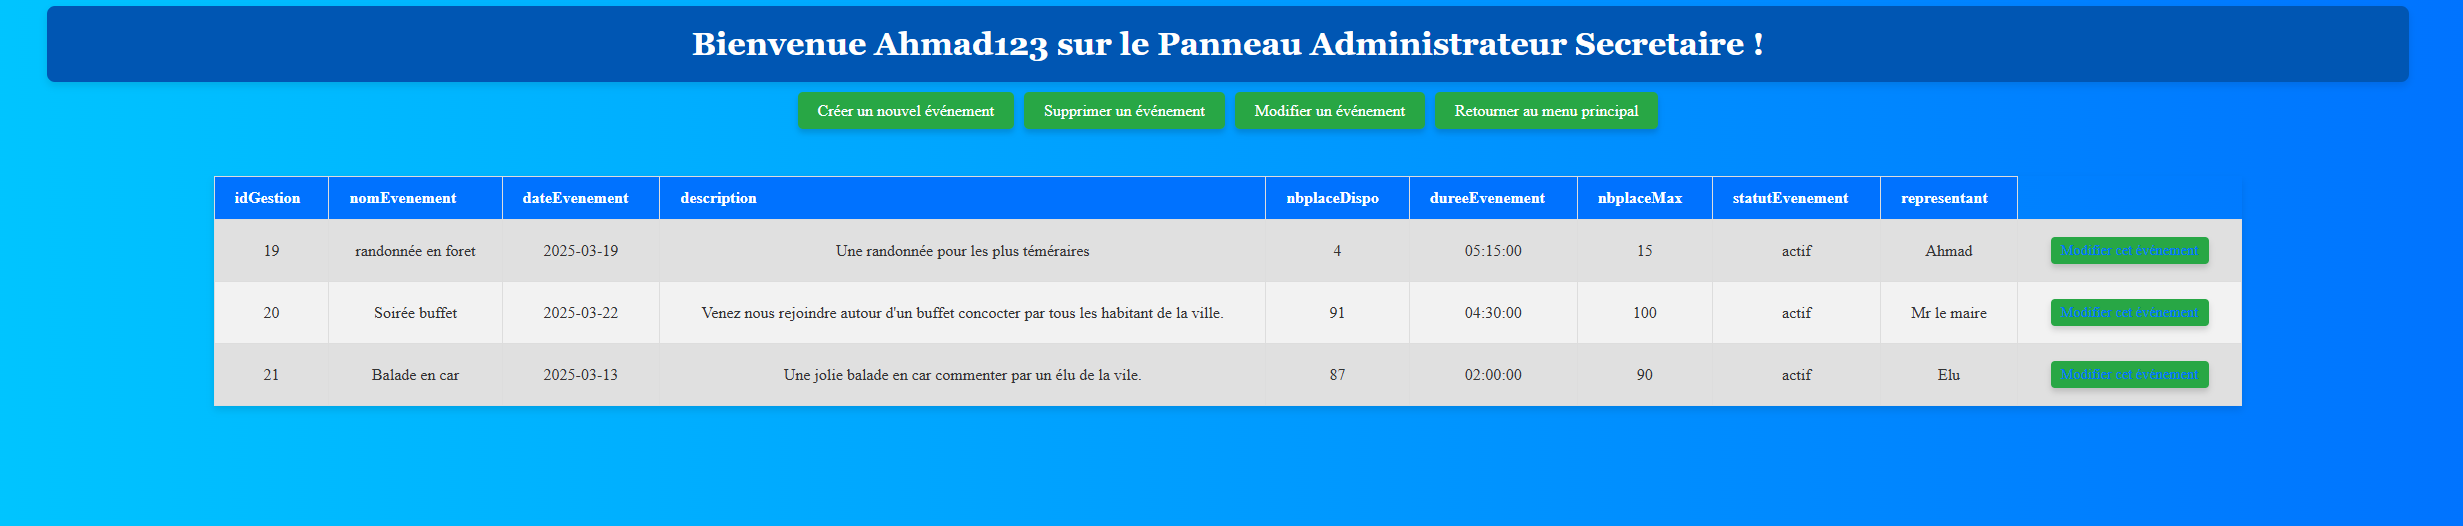 Bienvenue Ahmad123 sur le Panneau Administrateur Secretaire !
Créer un nouvel événement Supprimer un événement Modifier un événement Retourner au menu principal
idGestion nomEvenement dateEvenement description nbplaceDispo dureeEvenement nbplaceMax statutEvenement representant
19 randonnée en foret 2025-03-19 Une randonnée pour les plus téméraires 4 05:15:00 15 actif Ahmad Modifier cet évènement
20 Soirée buffet 2025-03-22 Venez nous rejoindre autour d'un buffet concocter par tous les habitant de la ville. 91 04:30:00 100 actif Mr le maire Modifier cet évènement
21 Balade en car 2025-03-13 Une jolie balade en car commenter par un élu de la vile. 87 02:00:00 90 actif Elu Modifier cet évènement